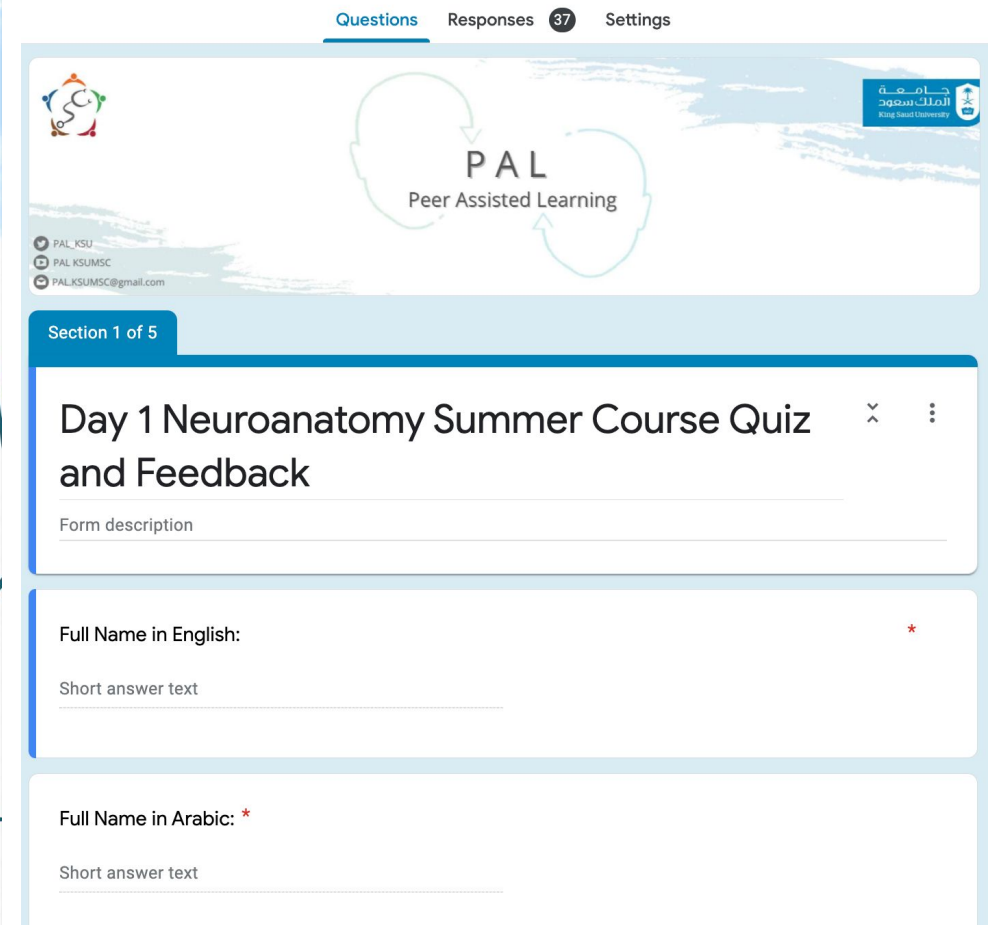 Questions Responses 37 Settings
جامعة
الملك سعود
King Saud University
PAL
Peer Assisted Learning
PAL_KSU
PAL KSUMSC
PAL.KSUMSC@gmail.com
Section 1 of 5
Day 1 Neuroanatomy Summer Course Quiz
and Feedback
Form description
Full Name in English: *
Short answer text
Full Name in Arabic: *
Short answer text